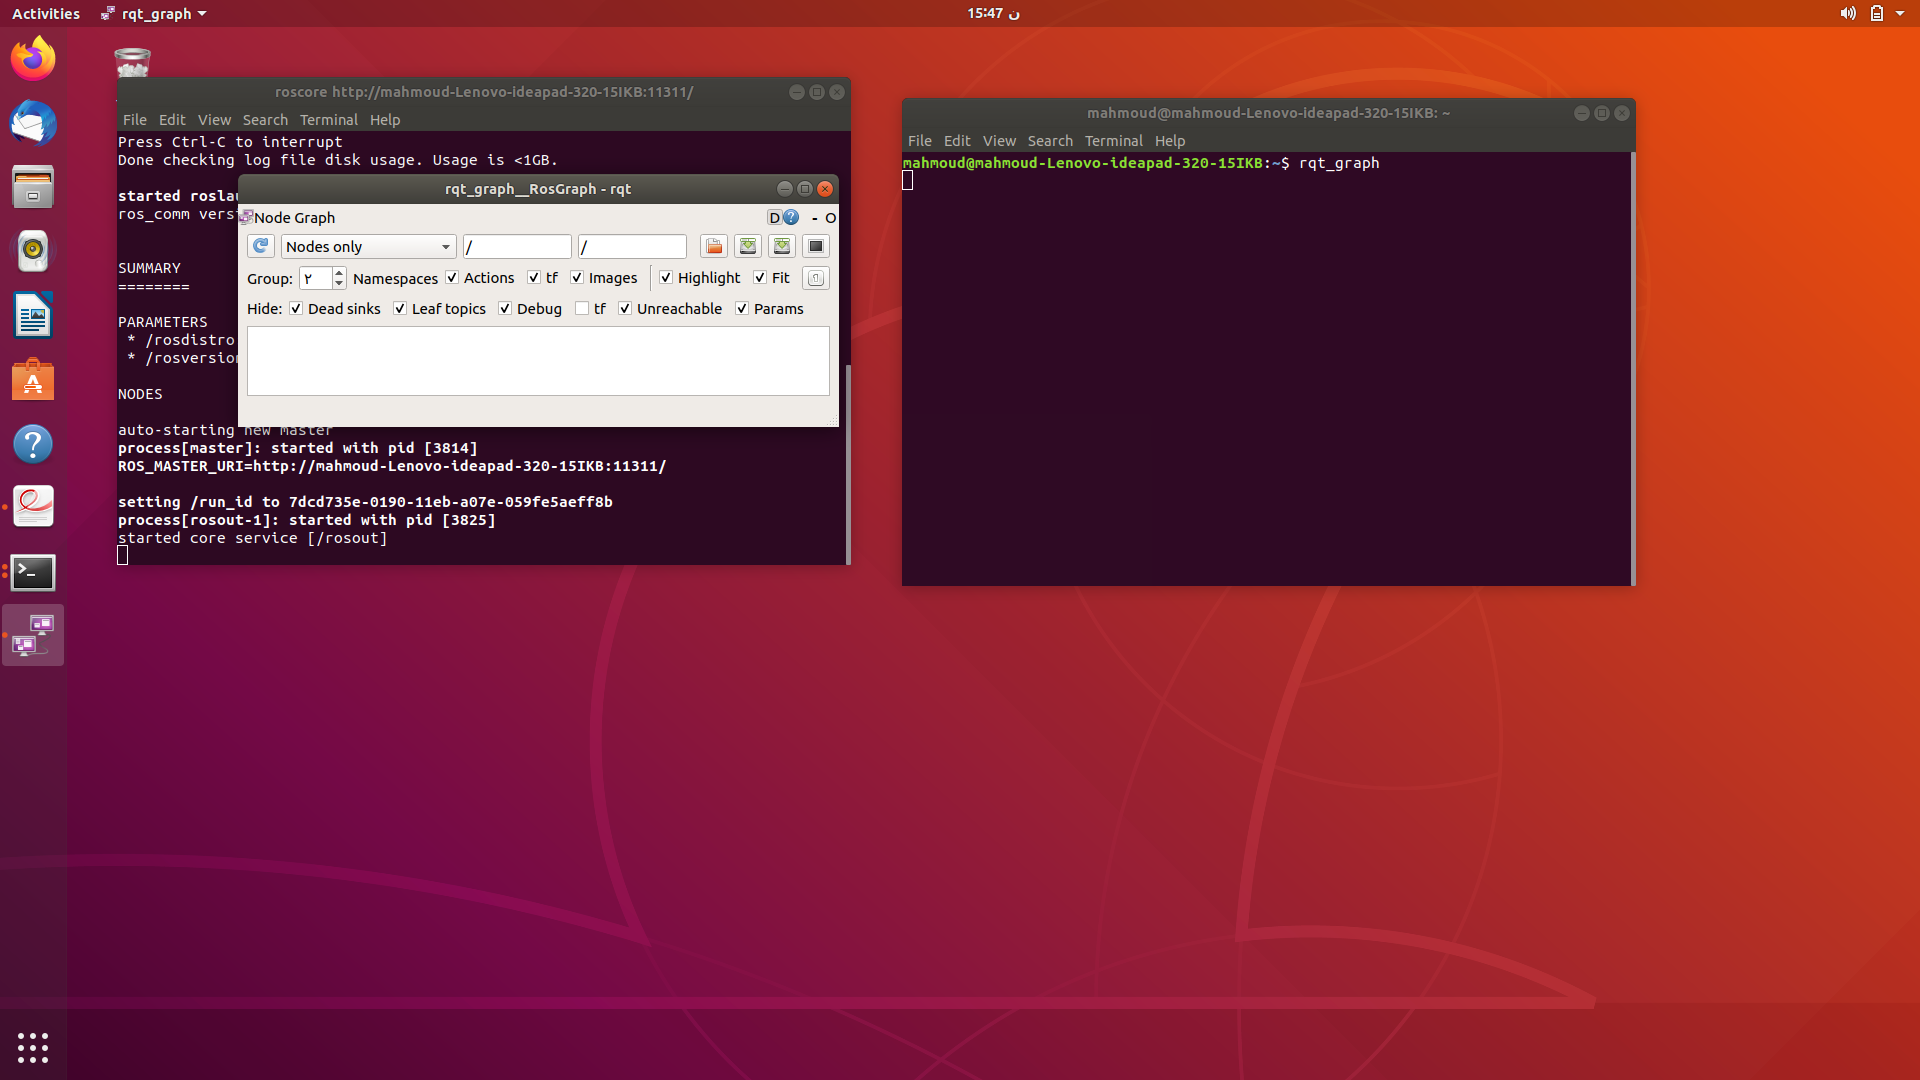 Activities
rqt_graph
15:47 ن
roscore http://mahmoud-Lenovo-ideapad-320-15IKB:11311/
File Edit View Search Terminal Help
Press Ctrl-C to interrupt
Done checking log file disk usage. Usage is <1GB.
started rosla
ros_comm vers
SUMMARY
========
PARAMETERS
* /rosdistro
* /rosversion
NODES
auto-starting new master
process[master]: started with pid [3814]
ROS_MASTER_URI=http://mahmoud-Lenovo-ideapad-320-15IKB:11311/
setting /run_id to 7dcd735e-0190-11eb-a07e-059fe5aeff8b
process[rosout-1]: started with pid [3825]
started core service [/rosout]
rqt_graph__RosGraph - rqt
Node Graph
D ? - O
Nodes only / /
Group: ٢ Namespaces Actions tf Images Highlight Fit
Hide: Dead sinks Leaf topics Debug tf Unreachable Params
mahmoud@mahmoud-Lenovo-ideapad-320-15IKB: ~
File Edit View Search Terminal Help
mahmoud@mahmoud-Lenovo-ideapad-320-15IKB:~$ rqt_graph